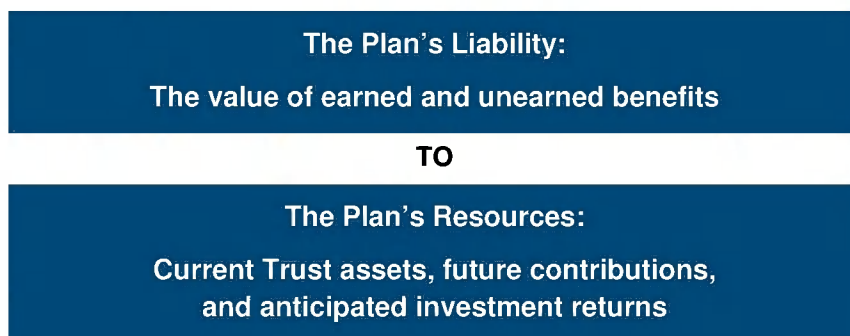 The Plan's Liability:
The value of earned and unearned benefits
TO
The Plan's Resources:
Current Trust assets, future contributions,
and anticipated investment returns